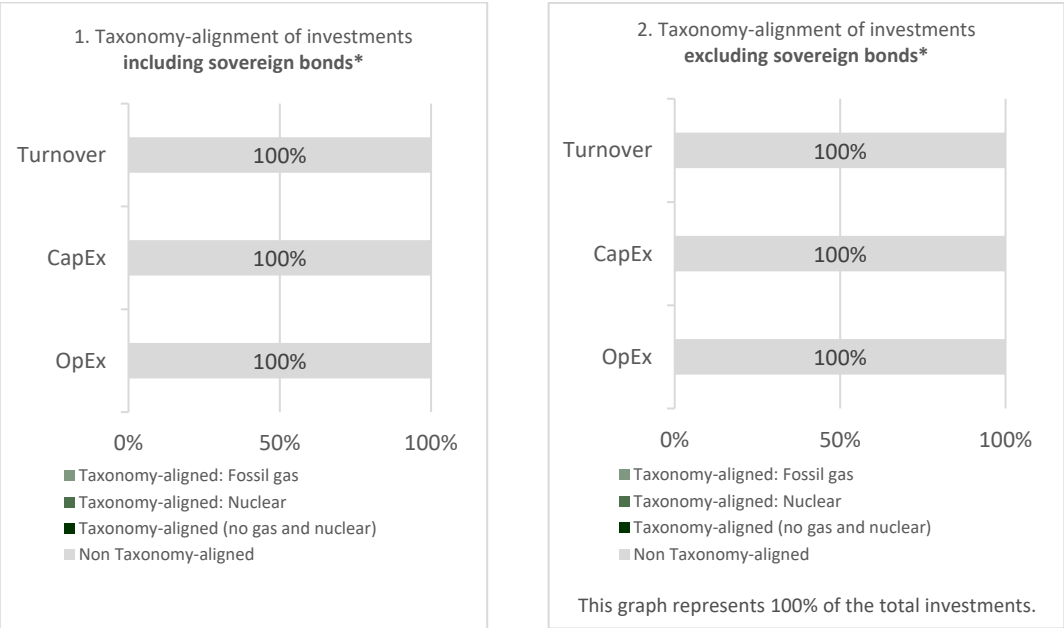 1. Taxonomy-alignment of investments
including sovereign bonds*
Turnover
100%
CapEx
100%
OpEx
100%
0%
50%
100%
Taxonomy-aligned: Fossil gas
Taxonomy-aligned: Nuclear
Taxonomy-aligned (no gas and nuclear)
Non Taxonomy-aligned
2. Taxonomy-alignment of investments
excluding sovereign bonds*
Turnover
100%
CapEx
100%
OpEx
100%
0%
50%
100%
Taxonomy-aligned: Fossil gas
Taxonomy-aligned: Nuclear
Taxonomy-aligned (no gas and nuclear)
Non Taxonomy-aligned
This graph represents 100% of the total investments.